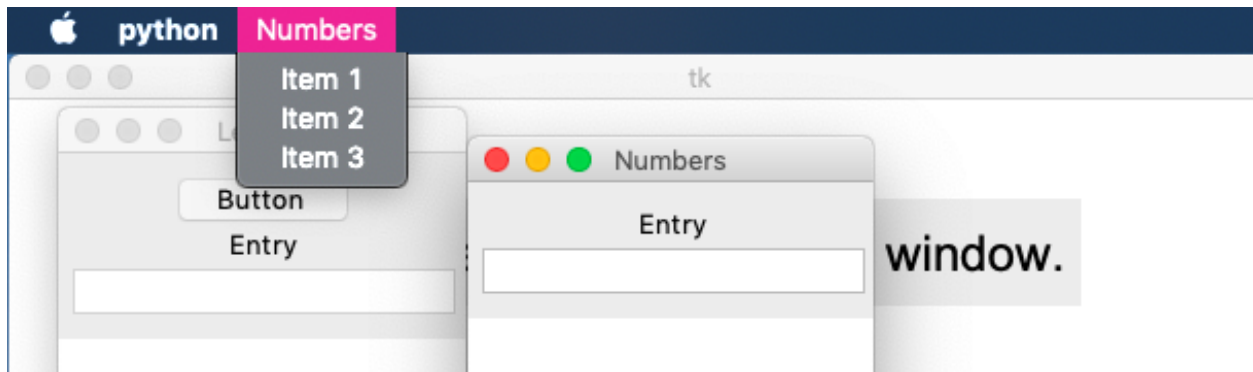 python Numbers
Item 1
Item 2
Item 3
tk
Numbers
Button
Entry
Entry
window.